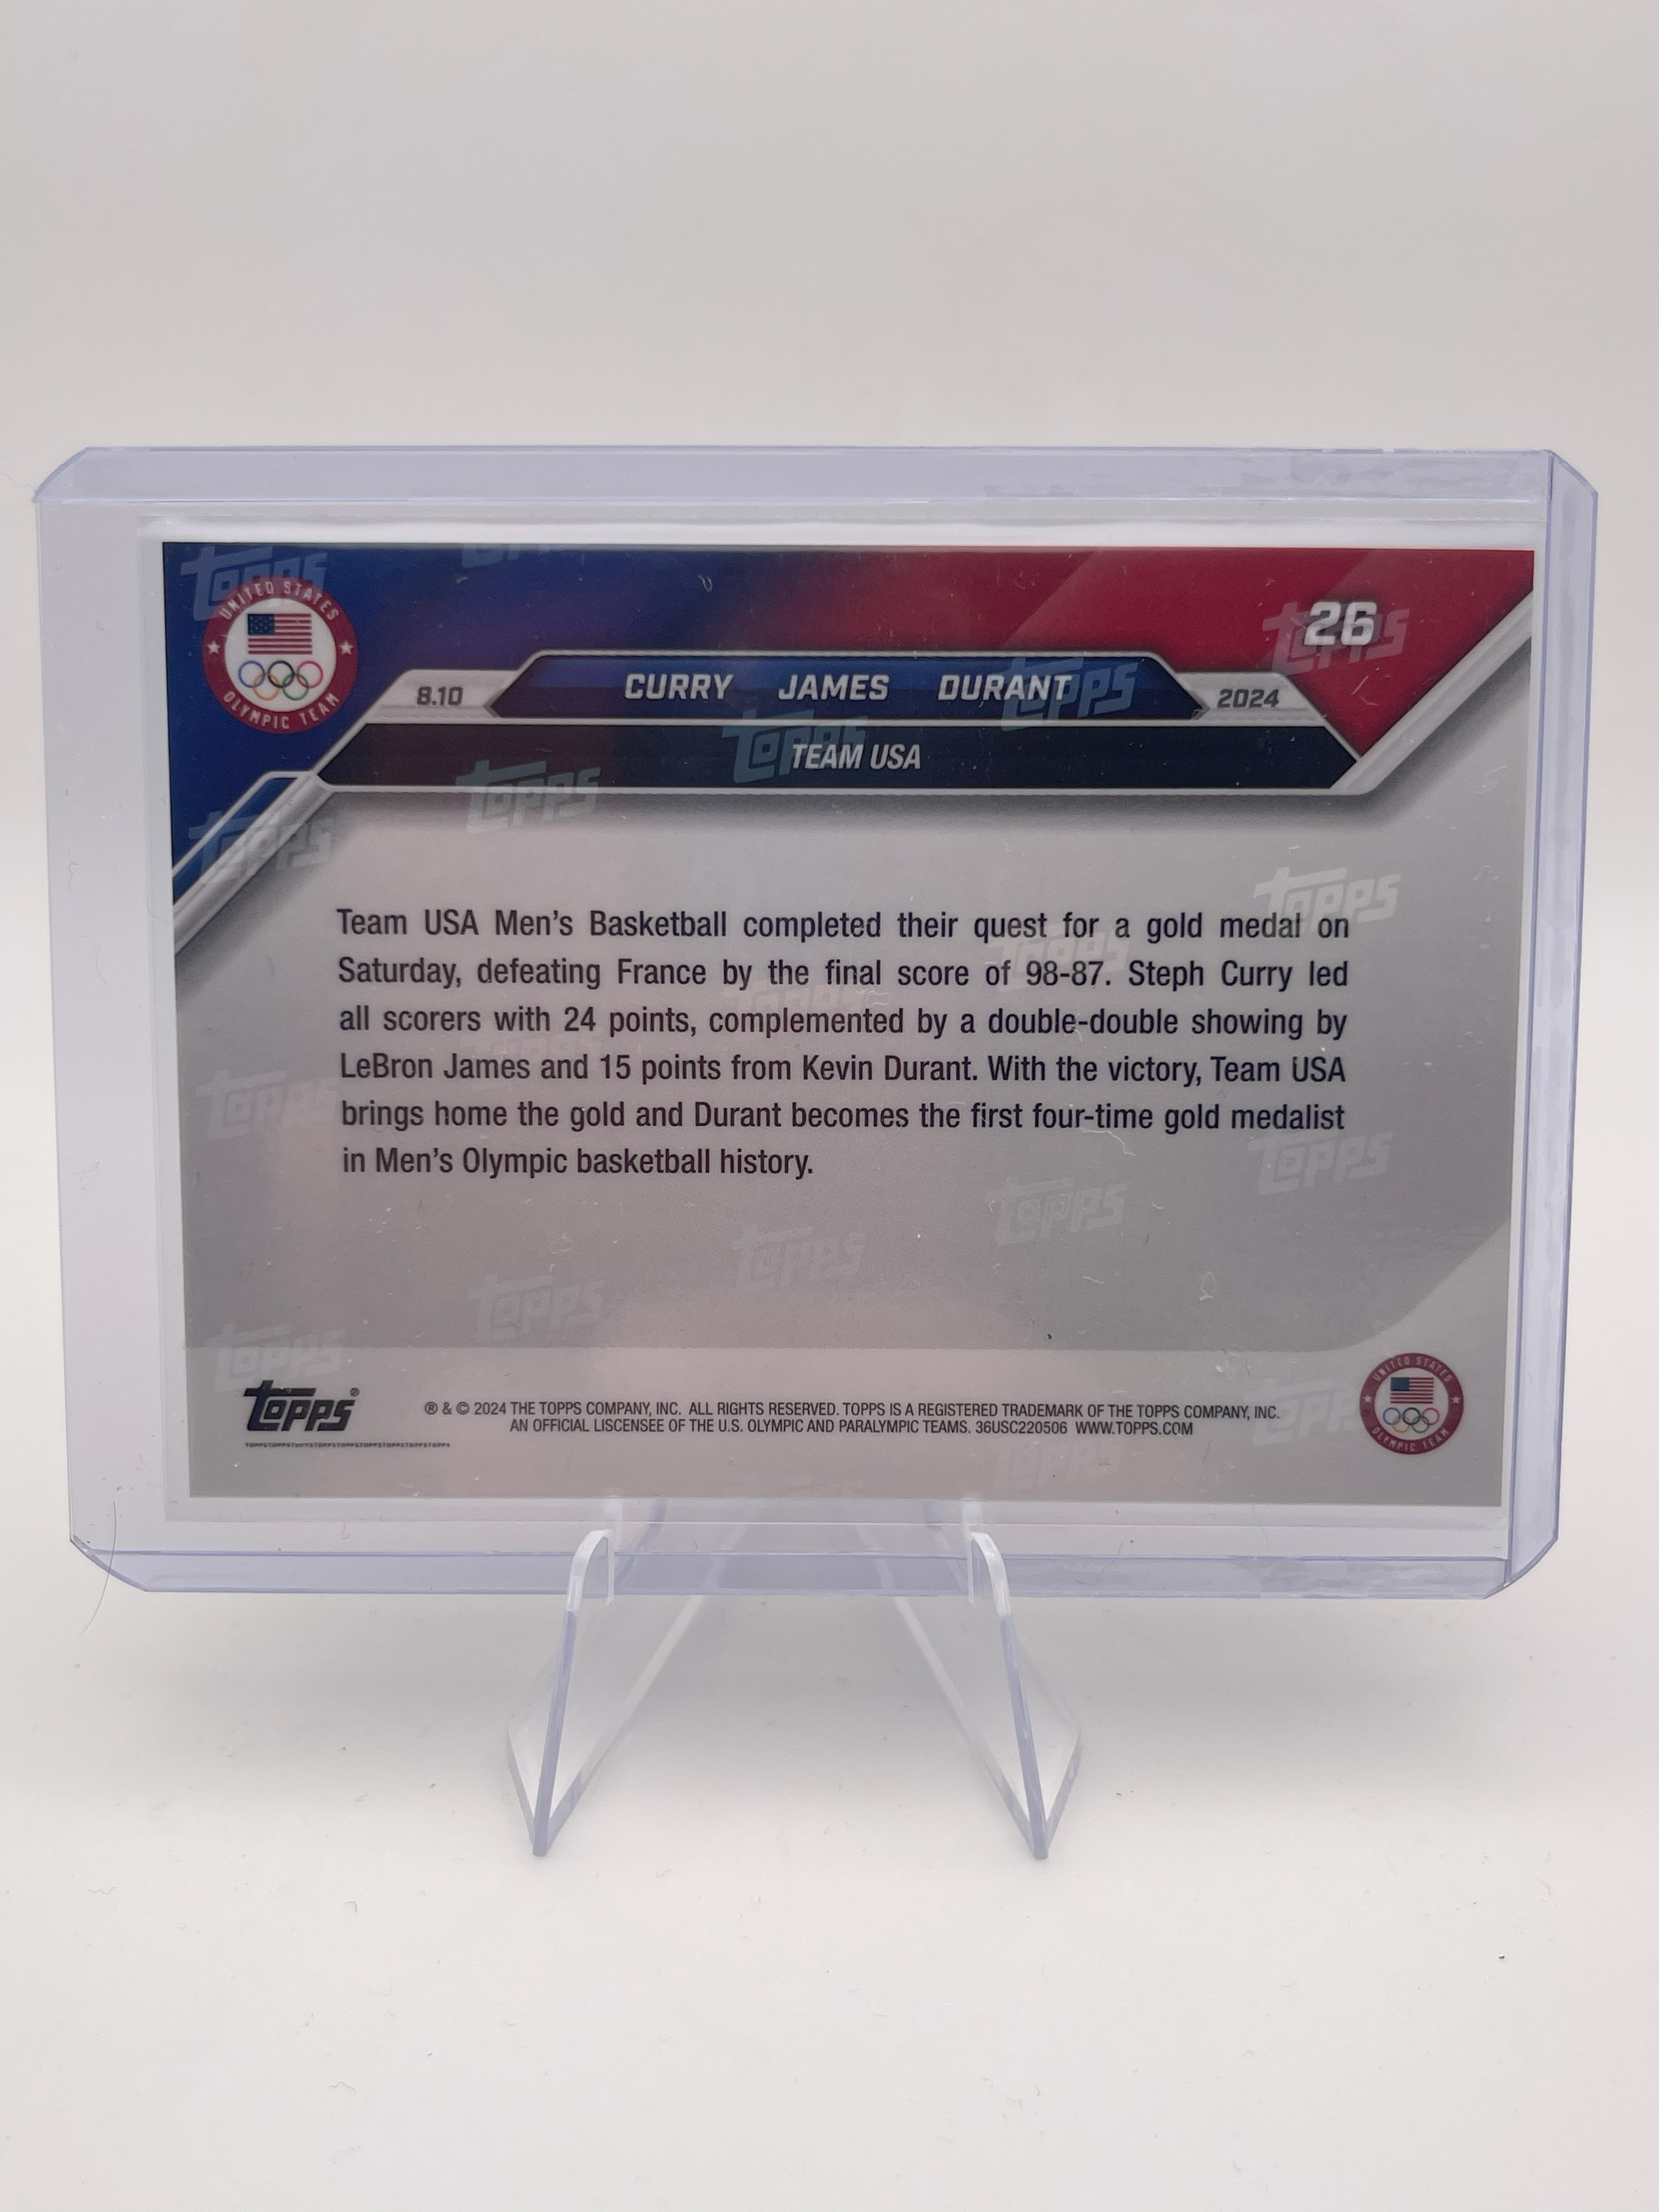 UNITED STATES
OLYMPIC TEAM
26
8.10
CURRY JAMES DURANT
2024
TEAM USA
Team USA Men's Basketball completed their quest for a gold medal on
Saturday, defeating France by the final score of 98-87. Steph Curry led
all scorers with 24 points, complemented by a double-double showing by
LeBron James and 15 points from Kevin Durant. With the victory, Team USA
brings home the gold and Durant becomes the first four-time gold medalist
in Men's Olympic basketball history.
Topps®
TOPPSTOPPSTOPPSTOPPSTOPPSTOPPSTOPPSTOPPS
® & © 2024 THE TOPPS COMPANY, INC. ALL RIGHTS RESERVED. TOPPS IS A REGISTERED TRADEMARK OF THE TOPPS COMPANY, INC.
AN OFFICIAL LISCENSEE OF THE U.S. OLYMPIC AND PARALYMPIC TEAMS. 36USC220506 WWW.TOPPS.COM
UNITED STATES
OLYMPIC TEAM